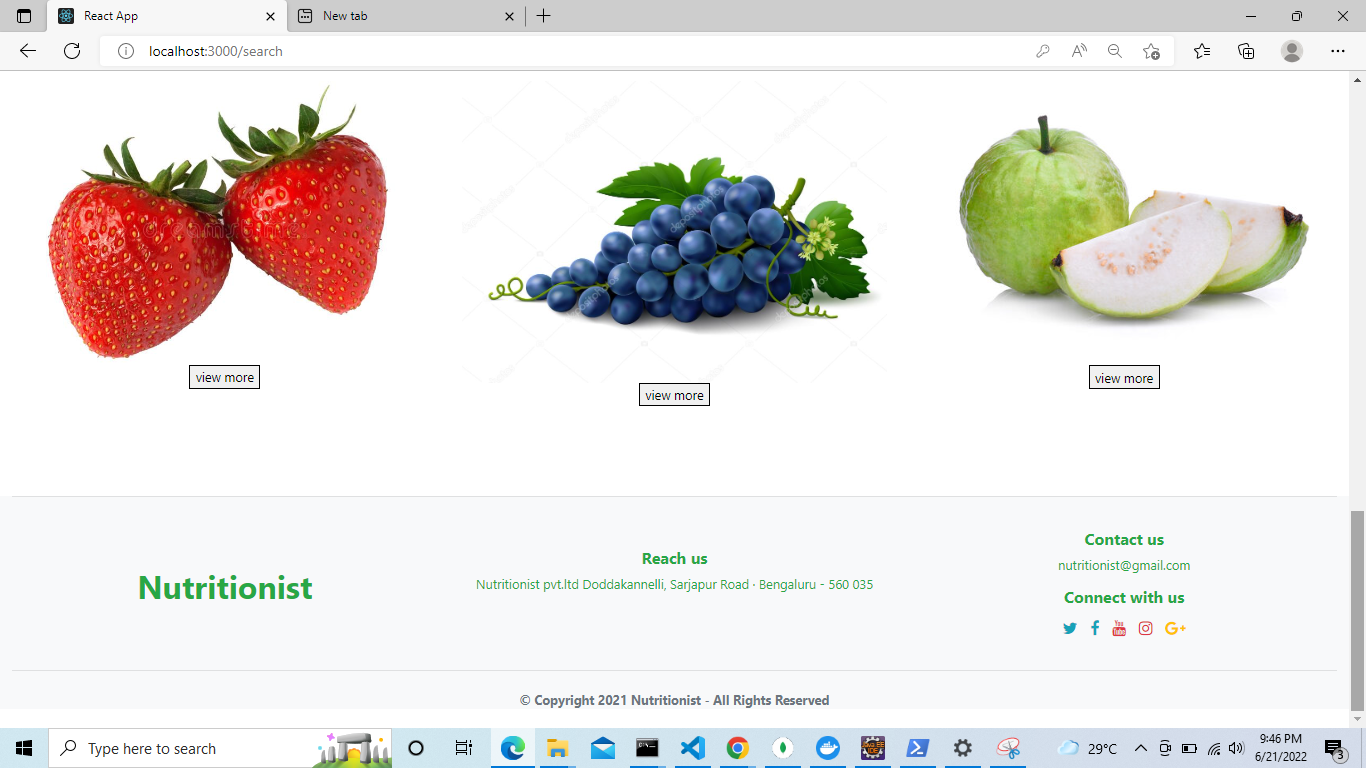 React App
New tab
localhost:3000/search
view more
view more
view more
Nutritionist
Reach us
Nutritionist pvt.ltd Doddakannelli, Sarjapur Road · Bengaluru - 560 035
Contact us
nutritionist@gmail.com
Connect with us
© Copyright 2021 Nutritionist - All Rights Reserved
Type here to search
29°C
9:46 PM
6/21/2022
3